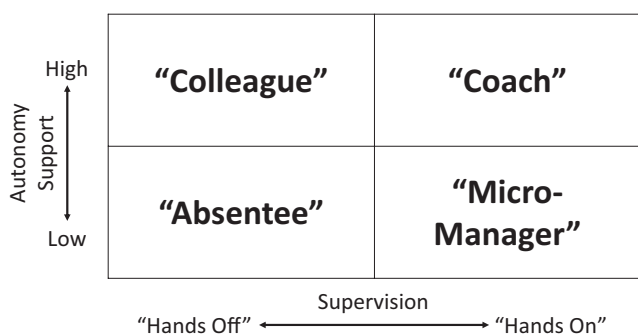 High
Autonomy
Support
Low
“Colleague”
“Coach”
“Absentee”
“Micro-
Manager”
Supervision
“Hands Off”
“Hands On”